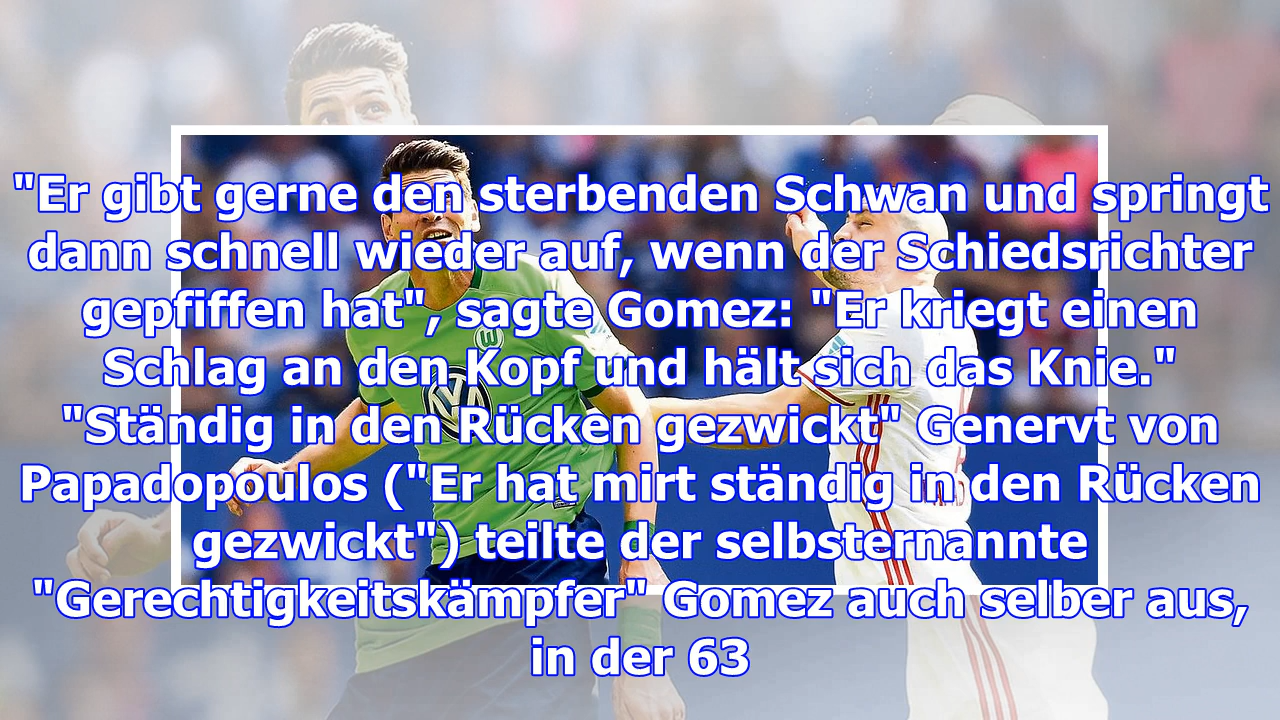 "Er gibt gerne den sterbenden Schwan und springt
dann schnell wieder auf, wenn der Schiedsrichter
gepfiffen hat", sagte Gomez: "Er kriegt einen
Schlag an den Kopf und hält sich das Knie."
"Ständig in den Rücken gezwickt" Genervt von
Papadopoulos ("Er hat mirt ständig in den Rücken
gezwickt") teilte der selbsternannte
"Gerechtigkeitskämpfer" Gomez auch selber aus,
in der 63